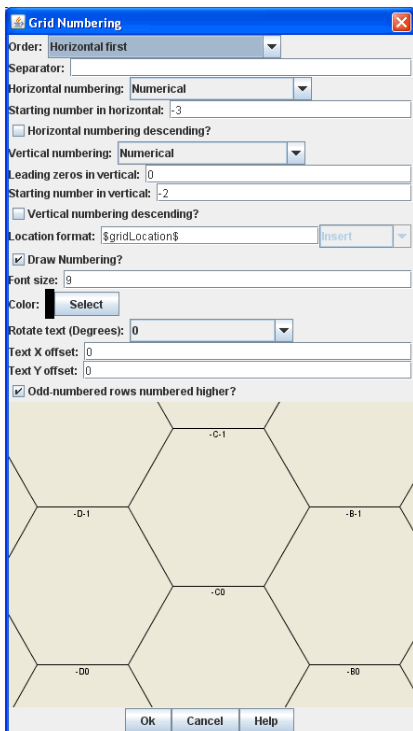 Grid Numbering
Order: Horizontal first
Separator:
Horizontal numbering: Numerical
Starting number in horizontal: -3
Horizontal numbering descending?
Vertical numbering: Numerical
Leading zeros in vertical: 0
Starting number in vertical: -2
Vertical numbering descending?
Location format: $gridLocation$ Insert
Draw Numbering?
Font size: 9
Color: Select
Rotate text (Degrees): 0
Text X offset: 0
Text Y offset: 0
Odd-numbered rows numbered higher?
-C-1
-D-1 -B-1
-C0
-D0 -B0
Ok Cancel Help